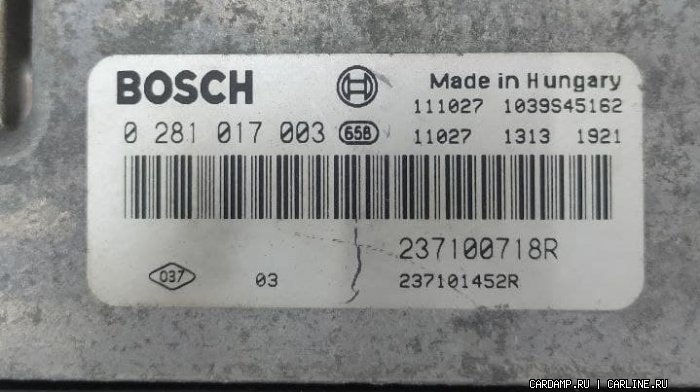 BOSCH Made in Hungary
111027 1039S45162
0 281 017 003 658 11027 1313 1921
237100718R
037 03 237101452R
CARDAMP.RU | CARLINE.RU